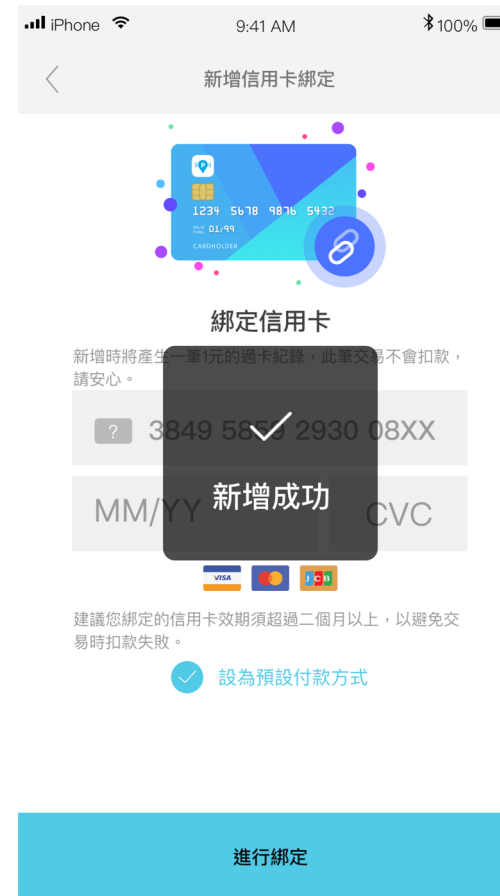 iPhone 9:41 AM 100%
新增信用卡綁定
P
1234 5678 9876 5432
VALID THRU 01/99
CARDHOLDER
綁定信用卡
新增時將產生一筆1元的過卡紀錄，此筆交易不會扣款，
請安心。
? 3849 5859 2930 08XX
新增成功
MM/YY CVC
VISA JCB
建議您綁定的信用卡效期須超過二個月以上，以避免交
易時扣款失敗。
設為預設付款方式
進行綁定